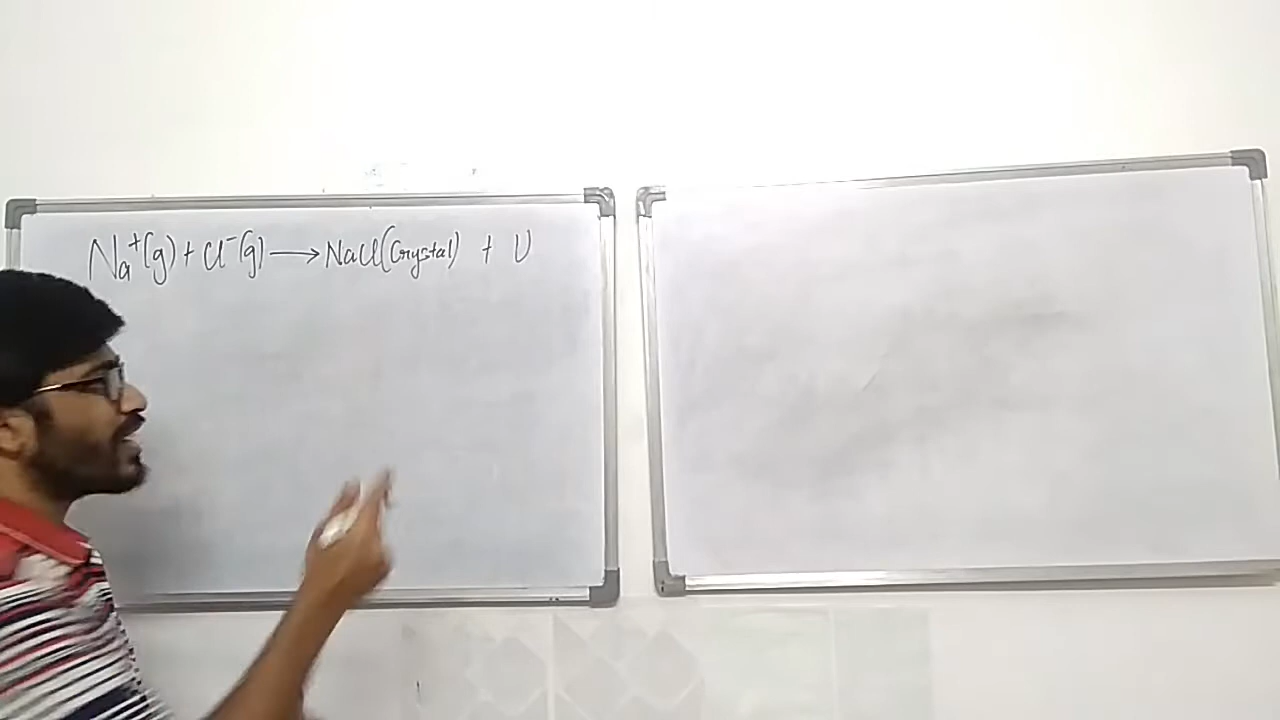 Na⁺(g) + Cl⁻(g) ⟶ NaCl(Crystal) + U